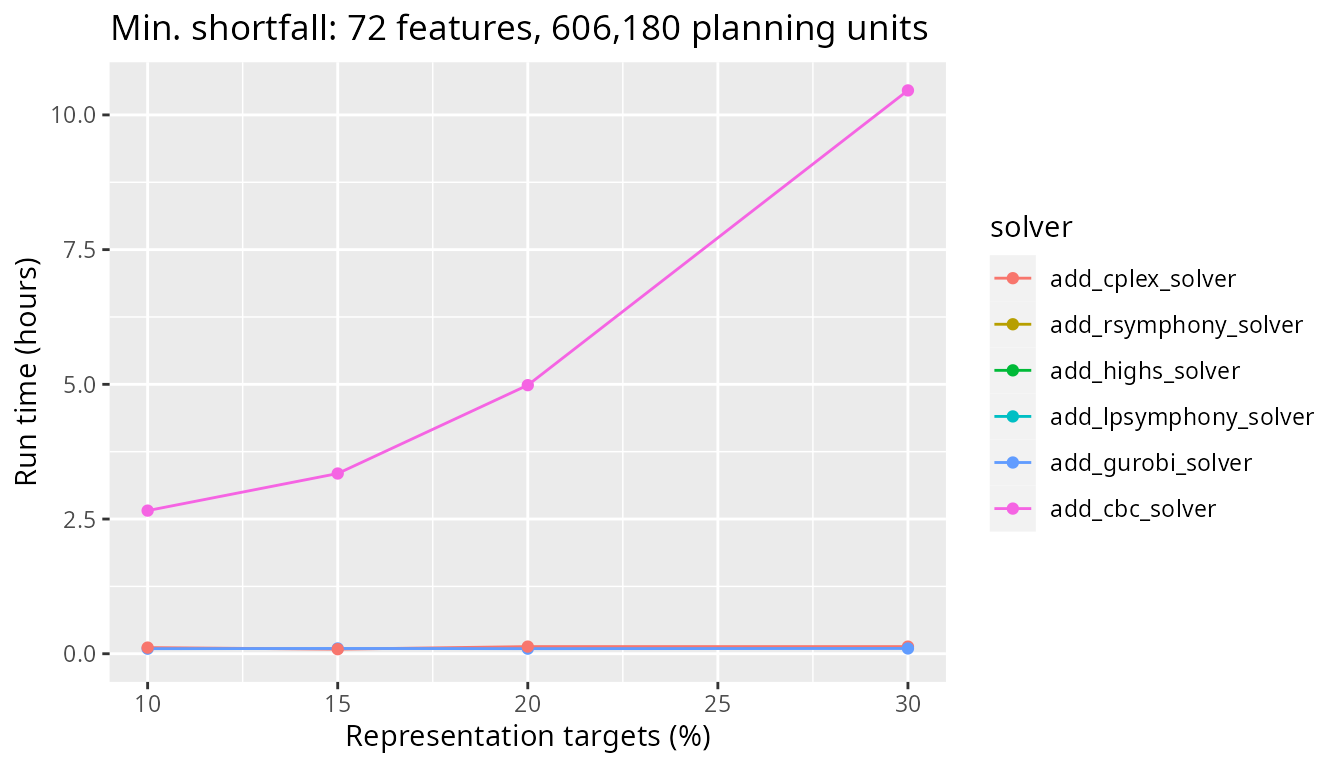 Min. shortfall: 72 features, 606,180 planning units
Run time (hours)
10.0
7.5
5.0
2.5
0.0
10 15 20 25 30
Representation targets (%)
solver
add_cplex_solver
add_rsymphony_solver
add_highs_solver
add_lpsymphony_solver
add_gurobi_solver
add_cbc_solver